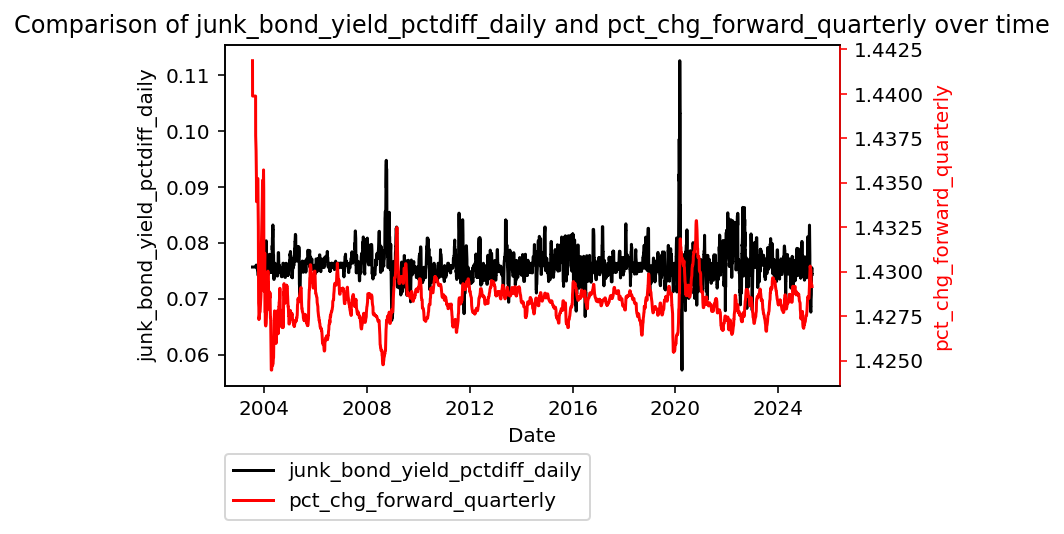 Comparison of junk_bond_yield_pctdiff_daily and pct_chg_forward_quarterly over time
junk_bond_yield_pctdiff_daily
0.11
0.10
0.09
0.08
0.07
0.06
1.4425
1.4400
1.4375
1.4350
1.4325
1.4300
1.4275
1.4250
pct_chg_forward_quarterly
2004 2008 2012 2016 2020 2024
Date
junk_bond_yield_pctdiff_daily
pct_chg_forward_quarterly